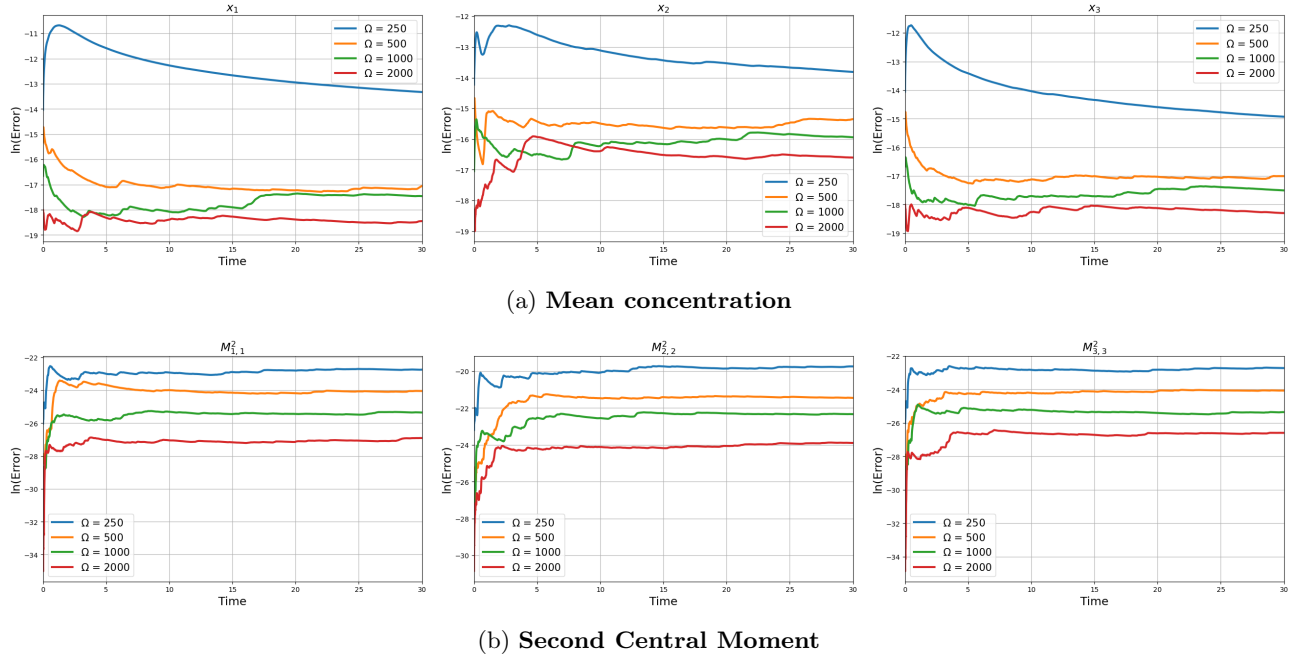 x₁
ln(Error)
−11
−12
−13
−14
−15
−16
−17
−18
−19
0 5 10 15 20 25 30
Time
Ω = 250
Ω = 500
Ω = 1000
Ω = 2000
x₂
ln(Error)
−12
−13
−14
−15
−16
−17
−18
−19
0 5 10 15 20 25 30
Time
Ω = 250
Ω = 500
Ω = 1000
Ω = 2000
x₃
ln(Error)
−12
−13
−14
−15
−16
−17
−18
−19
0 5 10 15 20 25 30
Time
Ω = 250
Ω = 500
Ω = 1000
Ω = 2000
(a) Mean concentration
M²₁,₁
ln(Error)
−22
−24
−26
−28
−30
−32
−34
0 5 10 15 20 25 30
Time
Ω = 250
Ω = 500
Ω = 1000
Ω = 2000
M²₂,₂
ln(Error)
−20
−22
−24
−26
−28
−30
0 5 10 15 20 25 30
Time
Ω = 250
Ω = 500
Ω = 1000
Ω = 2000
M²₃,₃
ln(Error)
−22
−24
−26
−28
−30
−32
−34
0 5 10 15 20 25 30
Time
Ω = 250
Ω = 500
Ω = 1000
Ω = 2000
(b) Second Central Moment